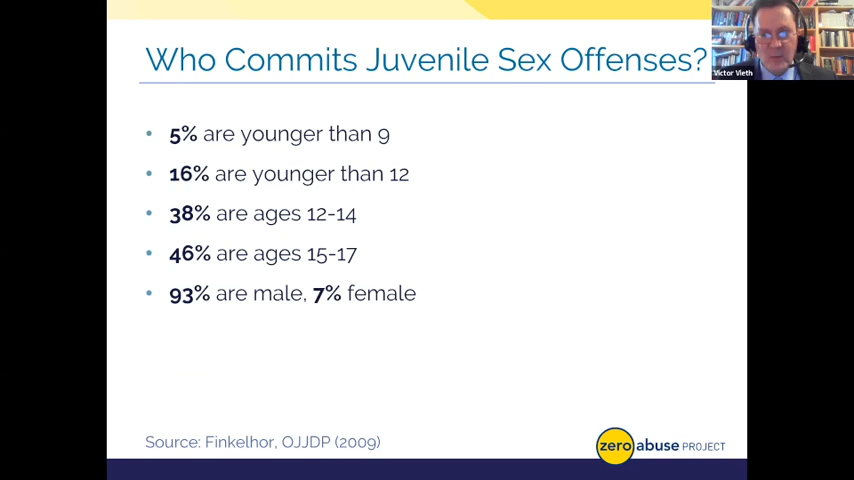 Who Commits Juvenile Sex Offenses?
Victor Vieth
• 5% are younger than 9
• 16% are younger than 12
• 38% are ages 12-14
• 46% are ages 15-17
• 93% are male, 7% female
Source: Finkelhor, OJJDP (2009)
zero abuse PROJECT